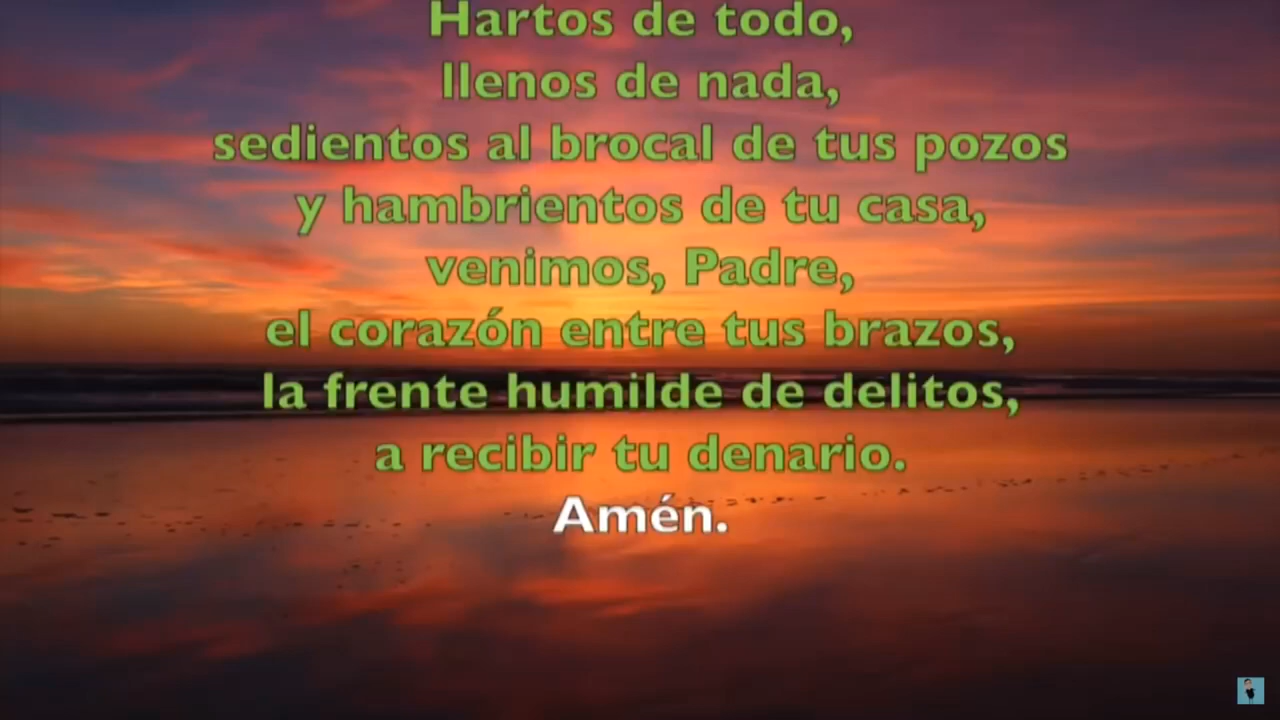 Hartos de todo,
llenos de nada,
sedientos al brocal de tus pozos
y hambrientos de tu casa,
venimos, Padre,
el corazón entre tus brazos,
la frente humilde de delitos,
a recibir tu denario.
Amén.